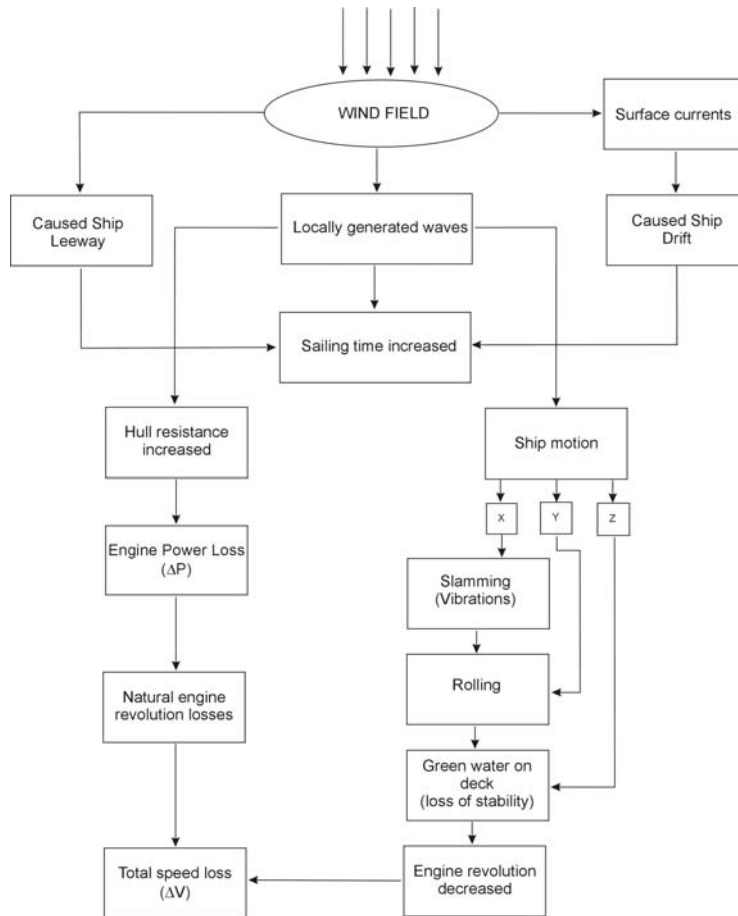 WIND FIELD
Surface currents
Caused Ship
Leeway
Locally generated waves
Caused Ship
Drift
Sailing time increased
Hull resistance
increased
Ship motion
X
Y
Z
Engine Power Loss
(ΔP)
Slamming
(Vibrations)
Natural engine
revolution losses
Rolling
Green water on
deck
(loss of stability)
Total speed loss
(ΔV)
Engine revolution
decreased